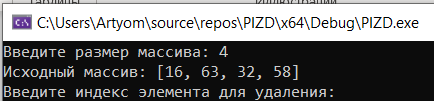 C:\Users\Artyom\source\repos\PIZD\x64\Debug\PIZD.exe
Введите размер массива: 4
Исходный массив: [16, 63, 32, 58]
Введите индекс элемента для удаления: